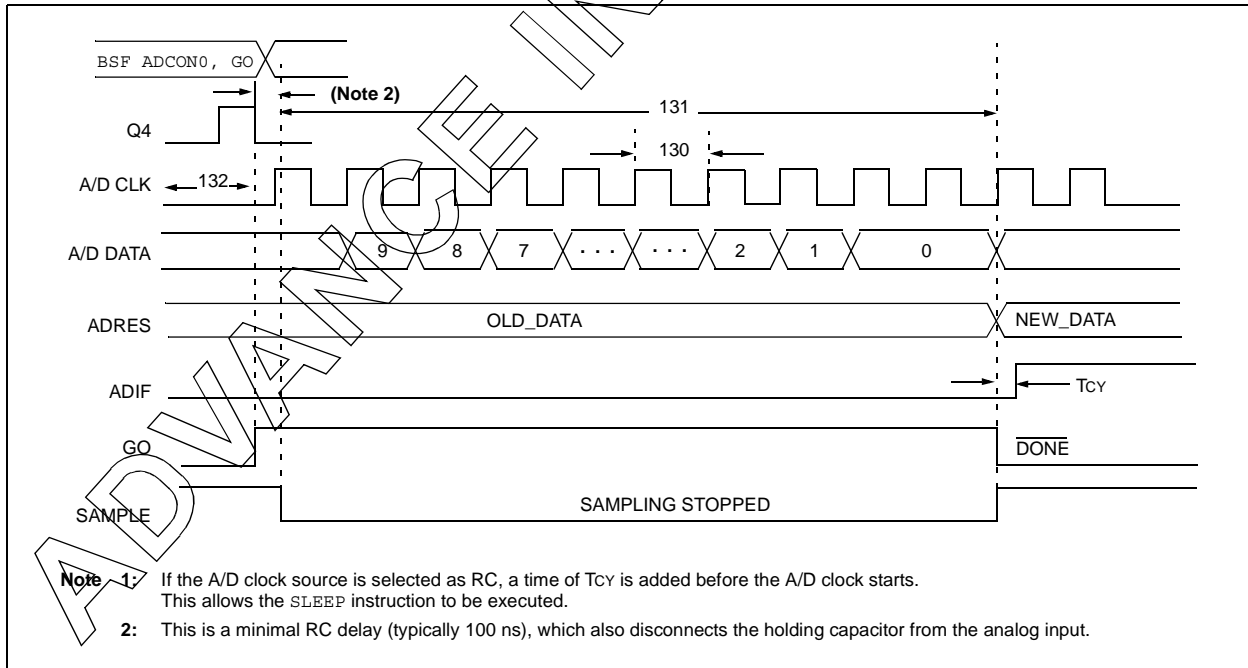 BSF ADCON0, GO
(Note 2)
131
Q4
130
A/D CLK
132
A/D DATA
9 8 7 · · · · · · 2 1 0
ADRES
OLD_DATA
NEW_DATA
ADIF
TCY
GO
DONE
SAMPLE
SAMPLING STOPPED
Note 1: If the A/D clock source is selected as RC, a time of TCY is added before the A/D clock starts.
This allows the SLEEP instruction to be executed.
2: This is a minimal RC delay (typically 100 ns), which also disconnects the holding capacitor from the analog input.
ADVANCE IN